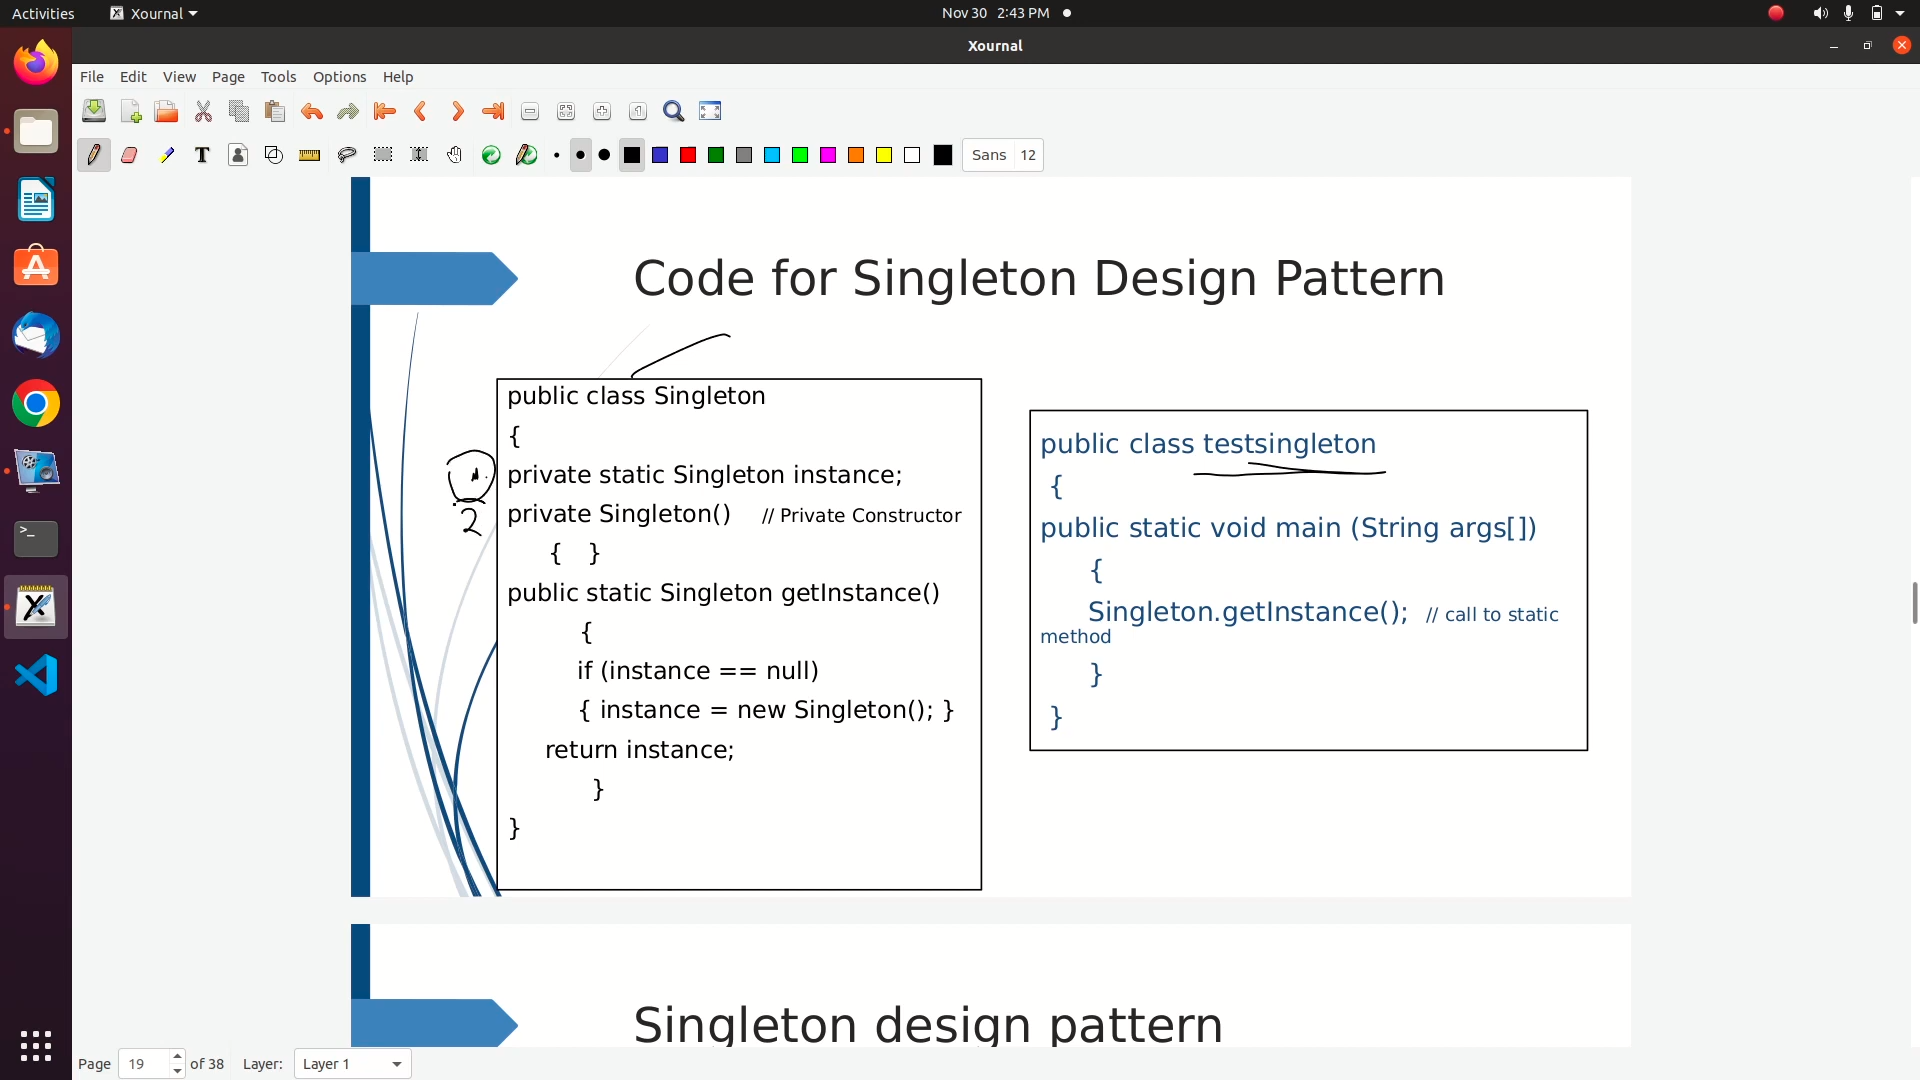 Activities Xournal Nov 30 2:43 PM
Xournal
File Edit View Page Tools Options Help
Sans 12
Code for Singleton Design Pattern
public class Singleton
{
private static Singleton instance;
private Singleton() // Private Constructor
{ }
public static Singleton getInstance()
{
if (instance == null)
{ instance = new Singleton(); }
return instance;
}
}
2
public class testsingleton
{
public static void main (String args[])
{
Singleton.getInstance(); // call to static
method
}
}
Singleton design pattern
Page 19 of 38 Layer: Layer 1